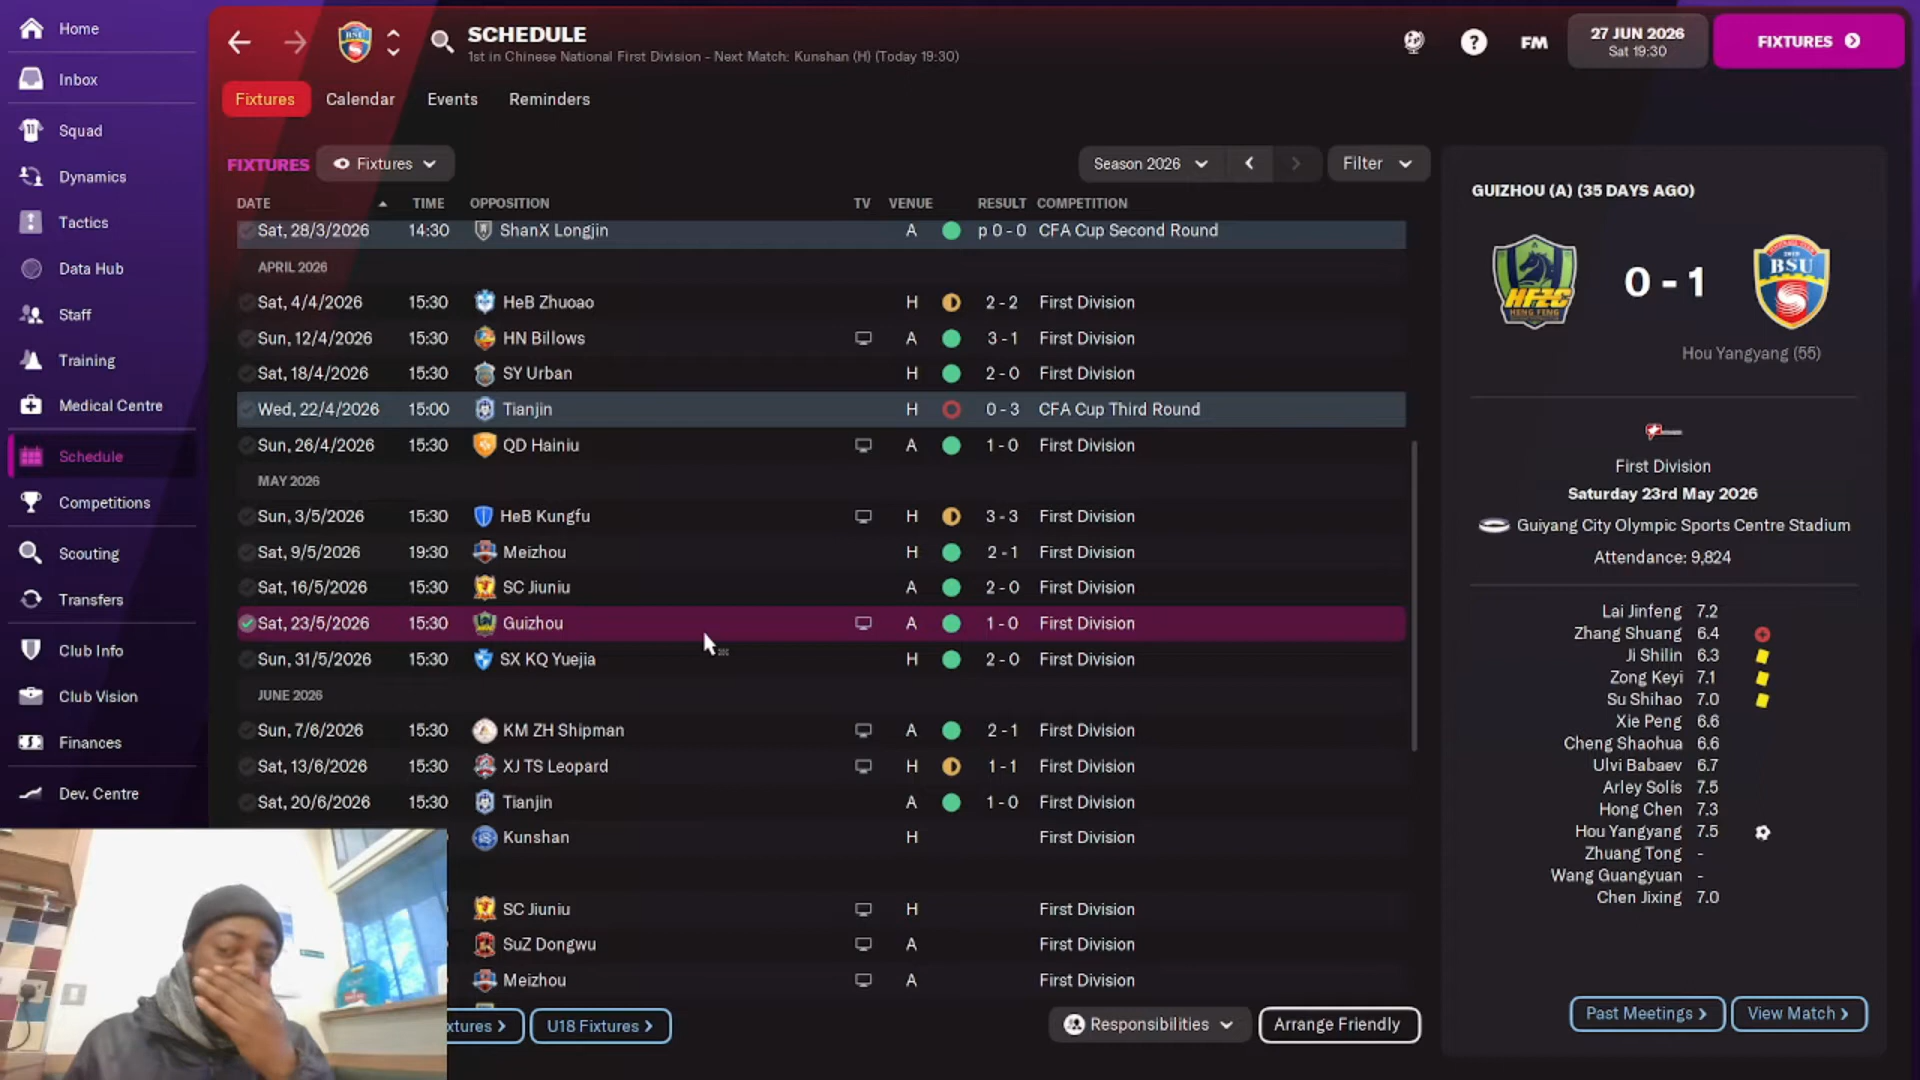 Home
Inbox
Squad
Dynamics
Tactics
Data Hub
Staff
Training
Medical Centre
Schedule
Competitions
Scouting
Transfers
Club Info
Club Vision
Finances
Dev. Centre
SCHEDULE
1st in Chinese National First Division - Next Match: Kunshan (H) (Today 19:30)
FM
27 JUN 2026
Sat 19:30
FIXTURES
Fixtures Calendar Events Reminders
FIXTURES Fixtures Season 2026 Filter
DATE TIME OPPOSITION TV VENUE RESULT COMPETITION
Sat, 28/3/2026 14:30 ShanX Longjin A p 0 - 0 CFA Cup Second Round
APRIL 2026
Sat, 4/4/2026 15:30 HeB Zhuoao H 2 - 2 First Division
Sun, 12/4/2026 15:30 HN Billows A 3 - 1 First Division
Sat, 18/4/2026 15:30 SY Urban H 2 - 0 First Division
Wed, 22/4/2026 15:00 Tianjin H 0 - 3 CFA Cup Third Round
Sun, 26/4/2026 15:30 QD Hainiu A 1 - 0 First Division
MAY 2026
Sun, 3/5/2026 15:30 HeB Kungfu H 3 - 3 First Division
Sat, 9/5/2026 19:30 Meizhou H 2 - 1 First Division
Sat, 16/5/2026 15:30 SC Jiuniu A 2 - 0 First Division
Sat, 23/5/2026 15:30 Guizhou A 1 - 0 First Division
Sun, 31/5/2026 15:30 SX KQ Yuejia H 2 - 0 First Division
JUNE 2026
Sun, 7/6/2026 15:30 KM ZH Shipman A 2 - 1 First Division
Sat, 13/6/2026 15:30 XJ TS Leopard H 1 - 1 First Division
Sat, 20/6/2026 15:30 Tianjin A 1 - 0 First Division
Kunshan H First Division
SC Jiuniu H First Division
SuZ Dongwu A First Division
Meizhou A First Division
xtures U18 Fixtures Responsibilities Arrange Friendly
GUIZHOU (A) (35 DAYS AGO)
HFZC
HENG FENG
0 - 1
BSU
Hou Yangyang (55)
First Division
Saturday 23rd May 2026
Guiyang City Olympic Sports Centre Stadium
Attendance: 9,824
Lai Jinfeng 7.2
Zhang Shuang 6.4
Ji Shilin 6.3
Zong Keyi 7.1
Su Shihao 7.0
Xie Peng 6.6
Cheng Shaohua 6.6
Ulvi Babaev 6.7
Arley Solis 7.5
Hong Chen 7.3
Hou Yangyang 7.5
Zhuang Tong -
Wang Guangyuan -
Chen Jixing 7.0
Past Meetings View Match